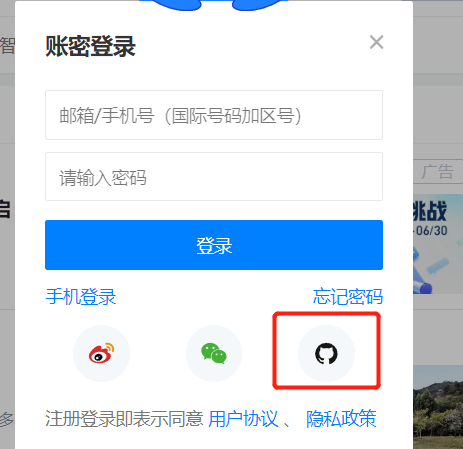 智
账密登录
邮箱/手机号（国际号码加区号）
请输入密码
广告
启
挑战
-06/30
登录
手机登录
忘记密码
多
注册登录即表示同意 用户协议 、 隐私政策